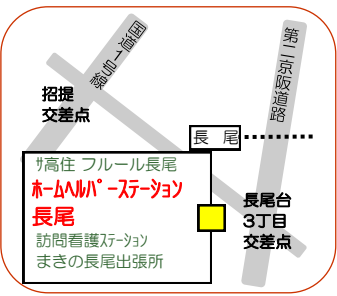 国道1号線
第二京阪道路
招提
交差点
長 尾
ｻ高住 フルール長尾
ﾎｰﾑﾍﾙﾊﾟｰｽﾃｰｼｮﾝ
長尾
訪問看護ｽﾃｰｼｮﾝ
まきの長尾出張所
長尾台
3丁目
交差点